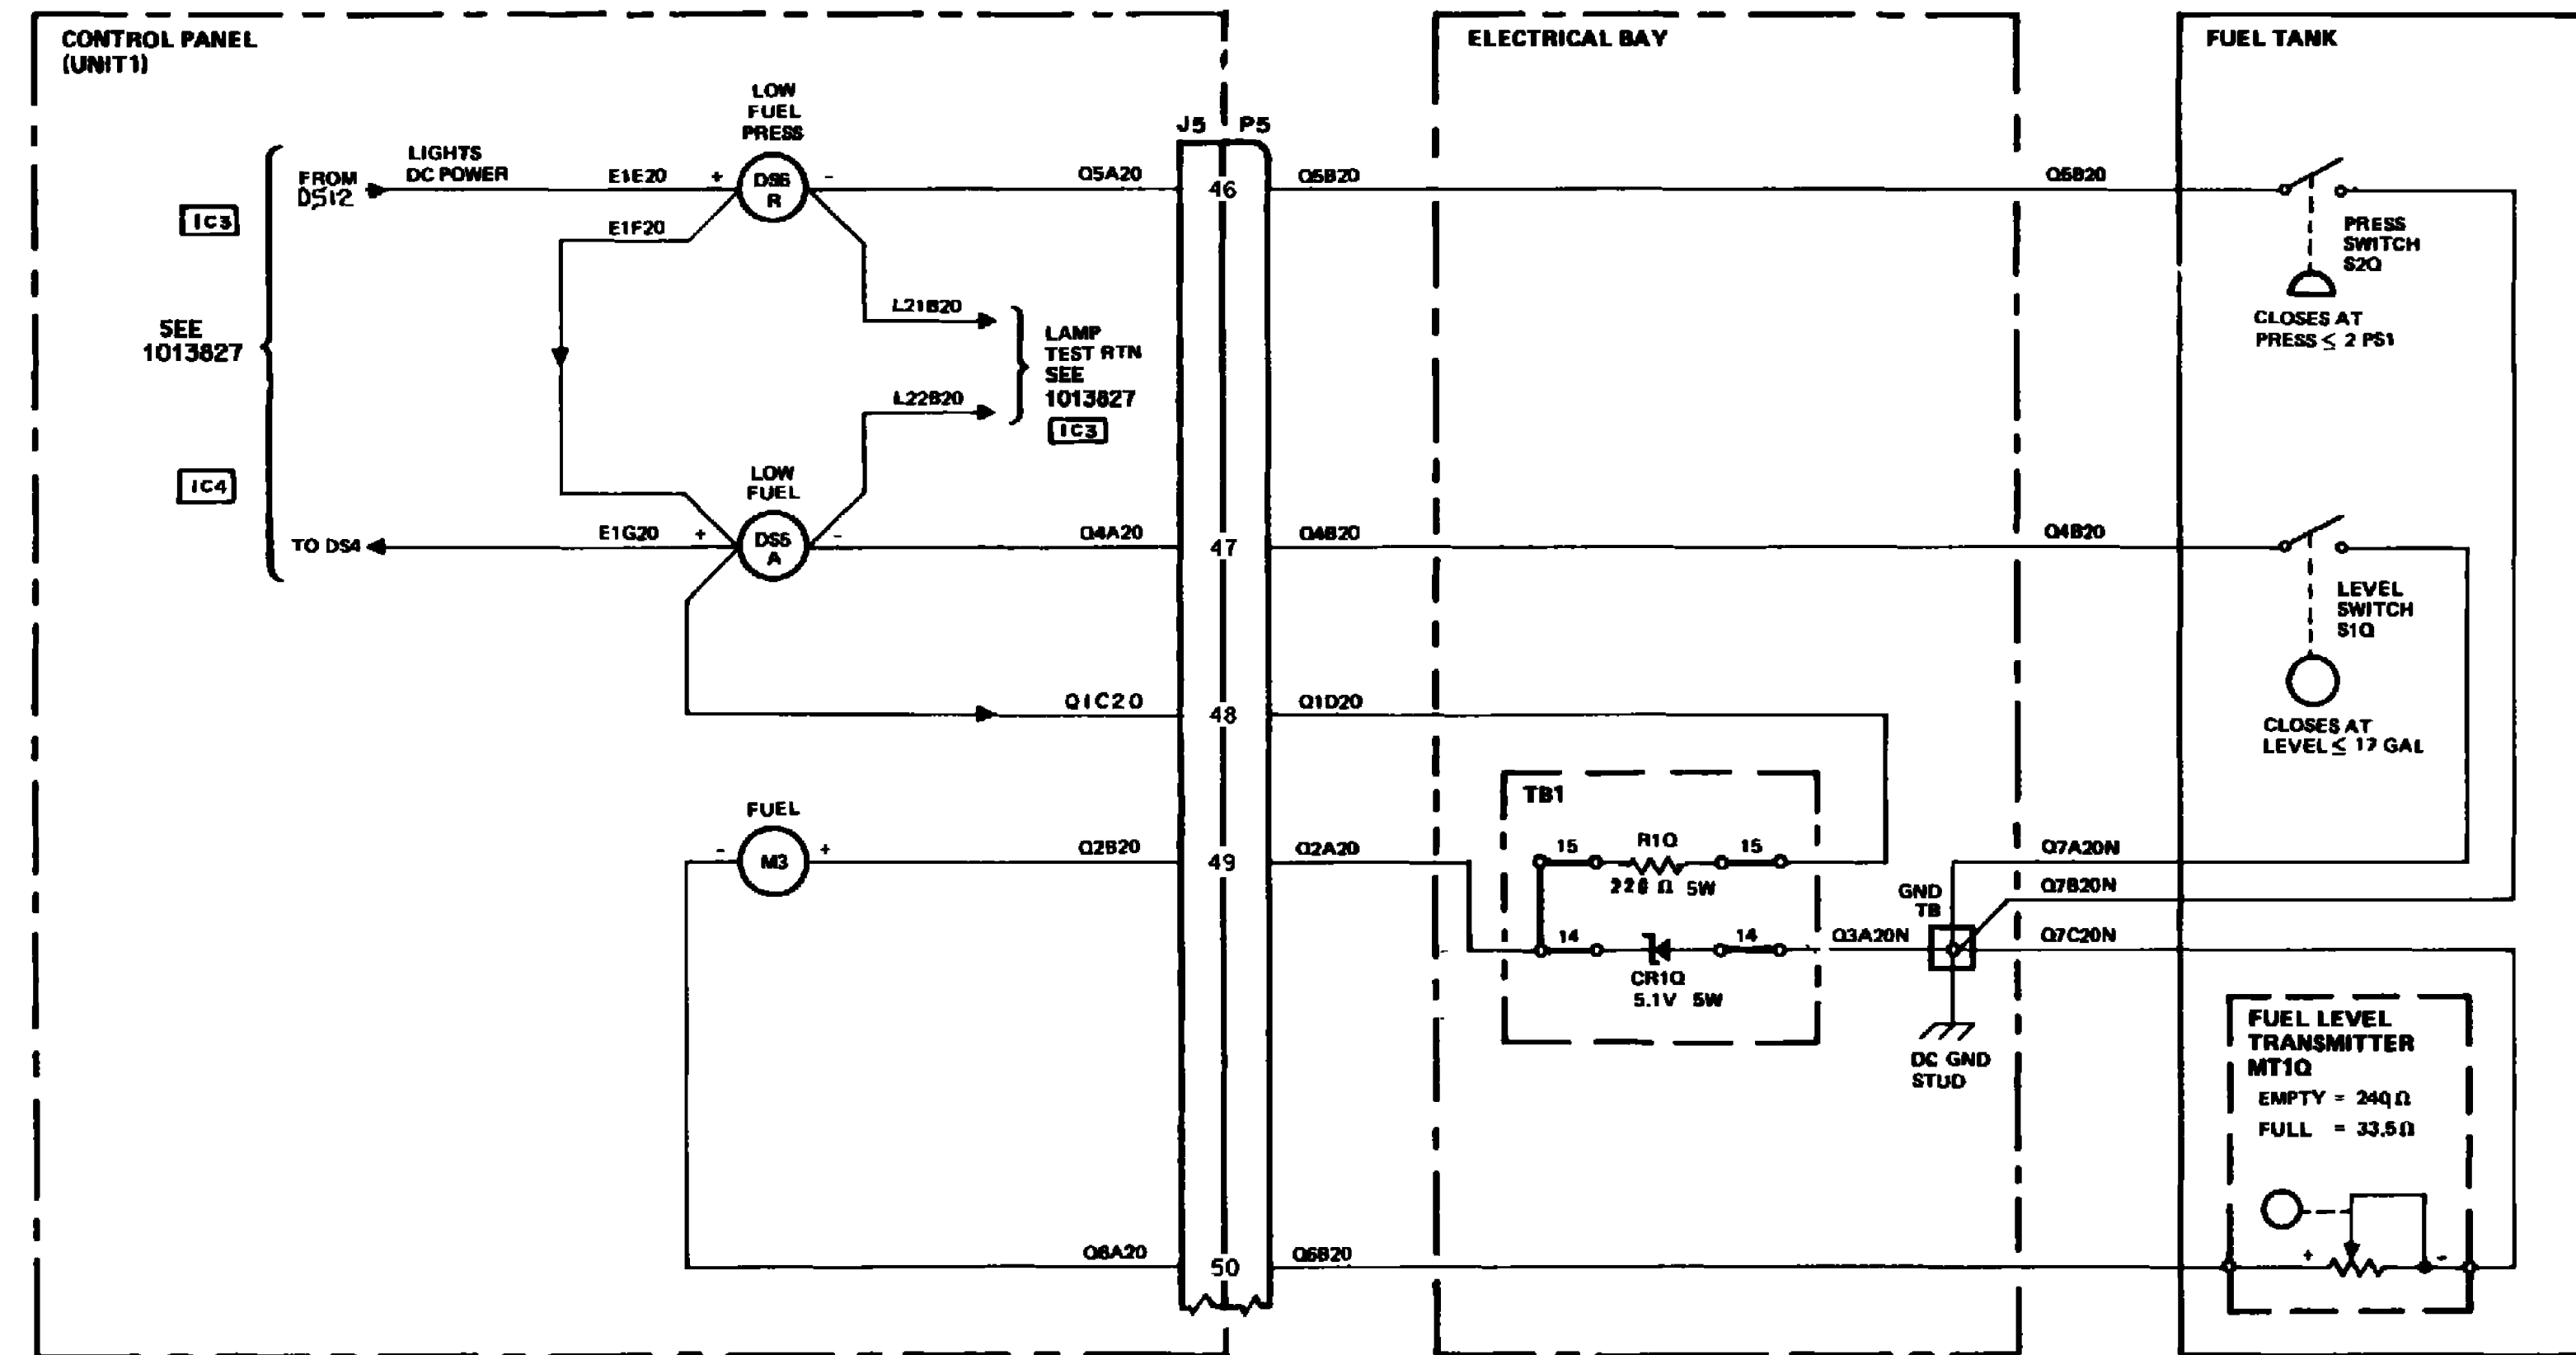 CONTROL PANEL
(UNIT1)
LOW
FUEL
PRESS
LIGHTS
DC POWER
FROM
DS12
E1E20
+
DS6
R
-
Q5A20
J5
P5
46
Q5B20
Q5B20
IC3
E1F20
SEE
1013827
L21B20
LAMP
TEST RTN
SEE
1013827
IC3
L22B20
IC4
LOW
FUEL
TO DS4
E1G20
+
DS5
A
-
Q4A20
47
Q4B20
Q4B20
Q1C20
48
Q1D20
FUEL
-
M3
+
Q2B20
49
Q2A20
Q6A20
50
Q6B20
ELECTRICAL BAY
TB1
15
R1Q
15
5W
14
14
CR1Q
5.1V 5W
Q3A20N
GND
TB
DC GND
STUD
Q7A20N
Q7B20N
Q7C20N
FUEL TANK
PRESS
SWITCH
S2Q
CLOSES AT
PRESS ≤ 2 PSI
LEVEL
SWITCH
S1Q
CLOSES AT
LEVEL ≤ 17 GAL
FUEL LEVEL
TRANSMITTER
MT1Q
EMPTY = 240Ω
FULL = 33.5Ω
+
-